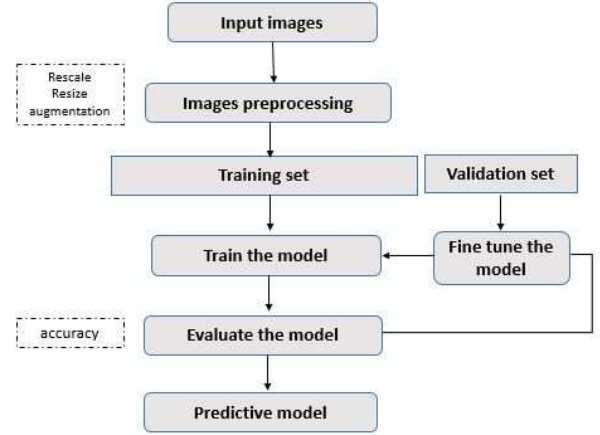 Input images
Rescale
Resize
augmentation
Images preprocessing
Training set
Validation set
Train the model
Fine tune the
model
accuracy
Evaluate the model
Predictive model